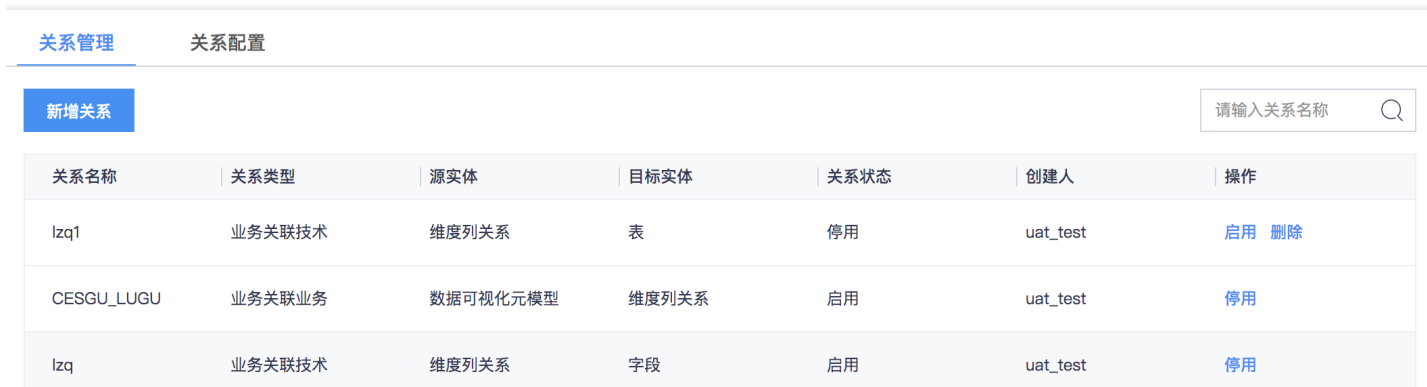 关系管理 关系配置
新增关系 请输入关系名称
关系名称 关系类型 源实体 目标实体 关系状态 创建人 操作
lzq1 业务关联技术 维度列关系 表 停用 uat_test 启用 删除
CESGU_LUGU 业务关联业务 数据可视化元模型 维度列关系 启用 uat_test 停用
lzq 业务关联技术 维度列关系 字段 启用 uat_test 停用